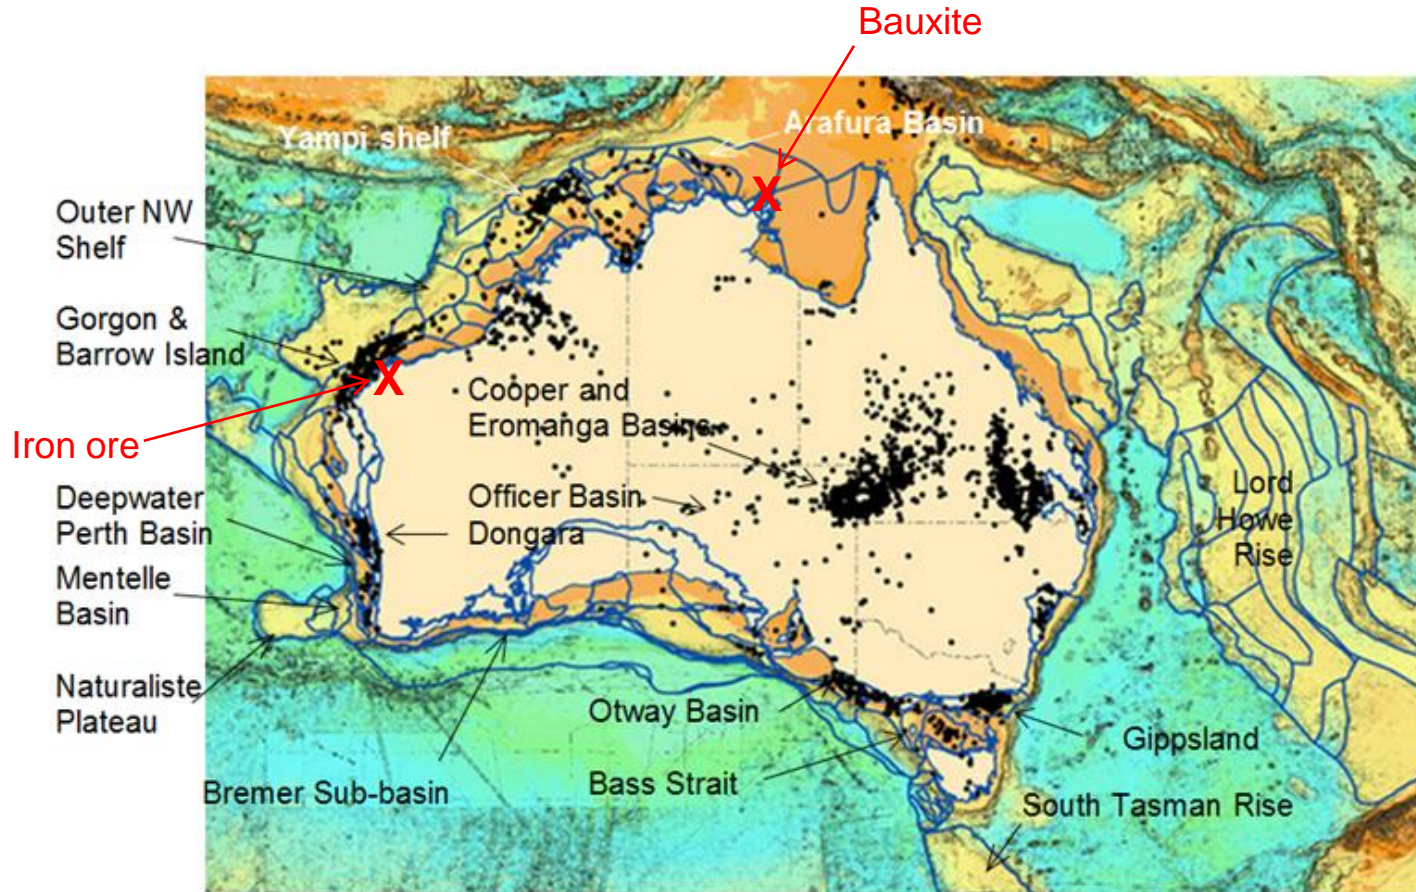 Bauxite
Yampi shelf
Arafura Basin
X
Outer NW
Shelf
Gorgon &
Barrow Island
X
Iron ore
Cooper and
Eromanga Basins
Deepwater
Perth Basin
Officer Basin
Dongara
Lord
Howe
Rise
Mentelle
Basin
Naturaliste
Plateau
Otway Basin
Gippsland
Bass Strait
Bremer Sub-basin
South Tasman Rise